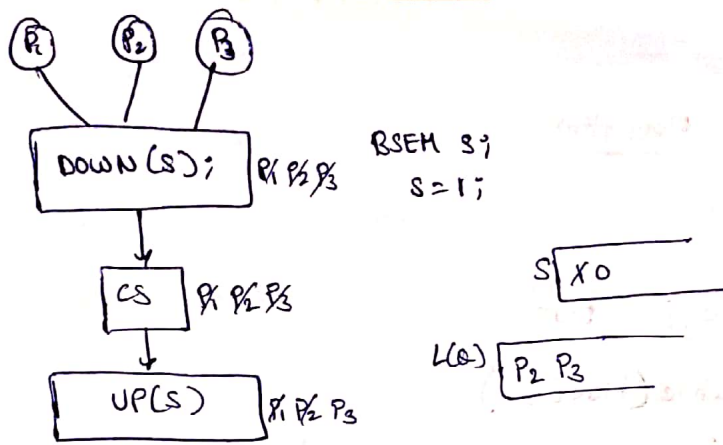 P1 P2 P3
DOWN(S); P1 P2 P3
BSEM S;
S=1;
S X 0
CS P1 P2 P3
L(Q) P2 P3
UP(S) P1 P2 P3